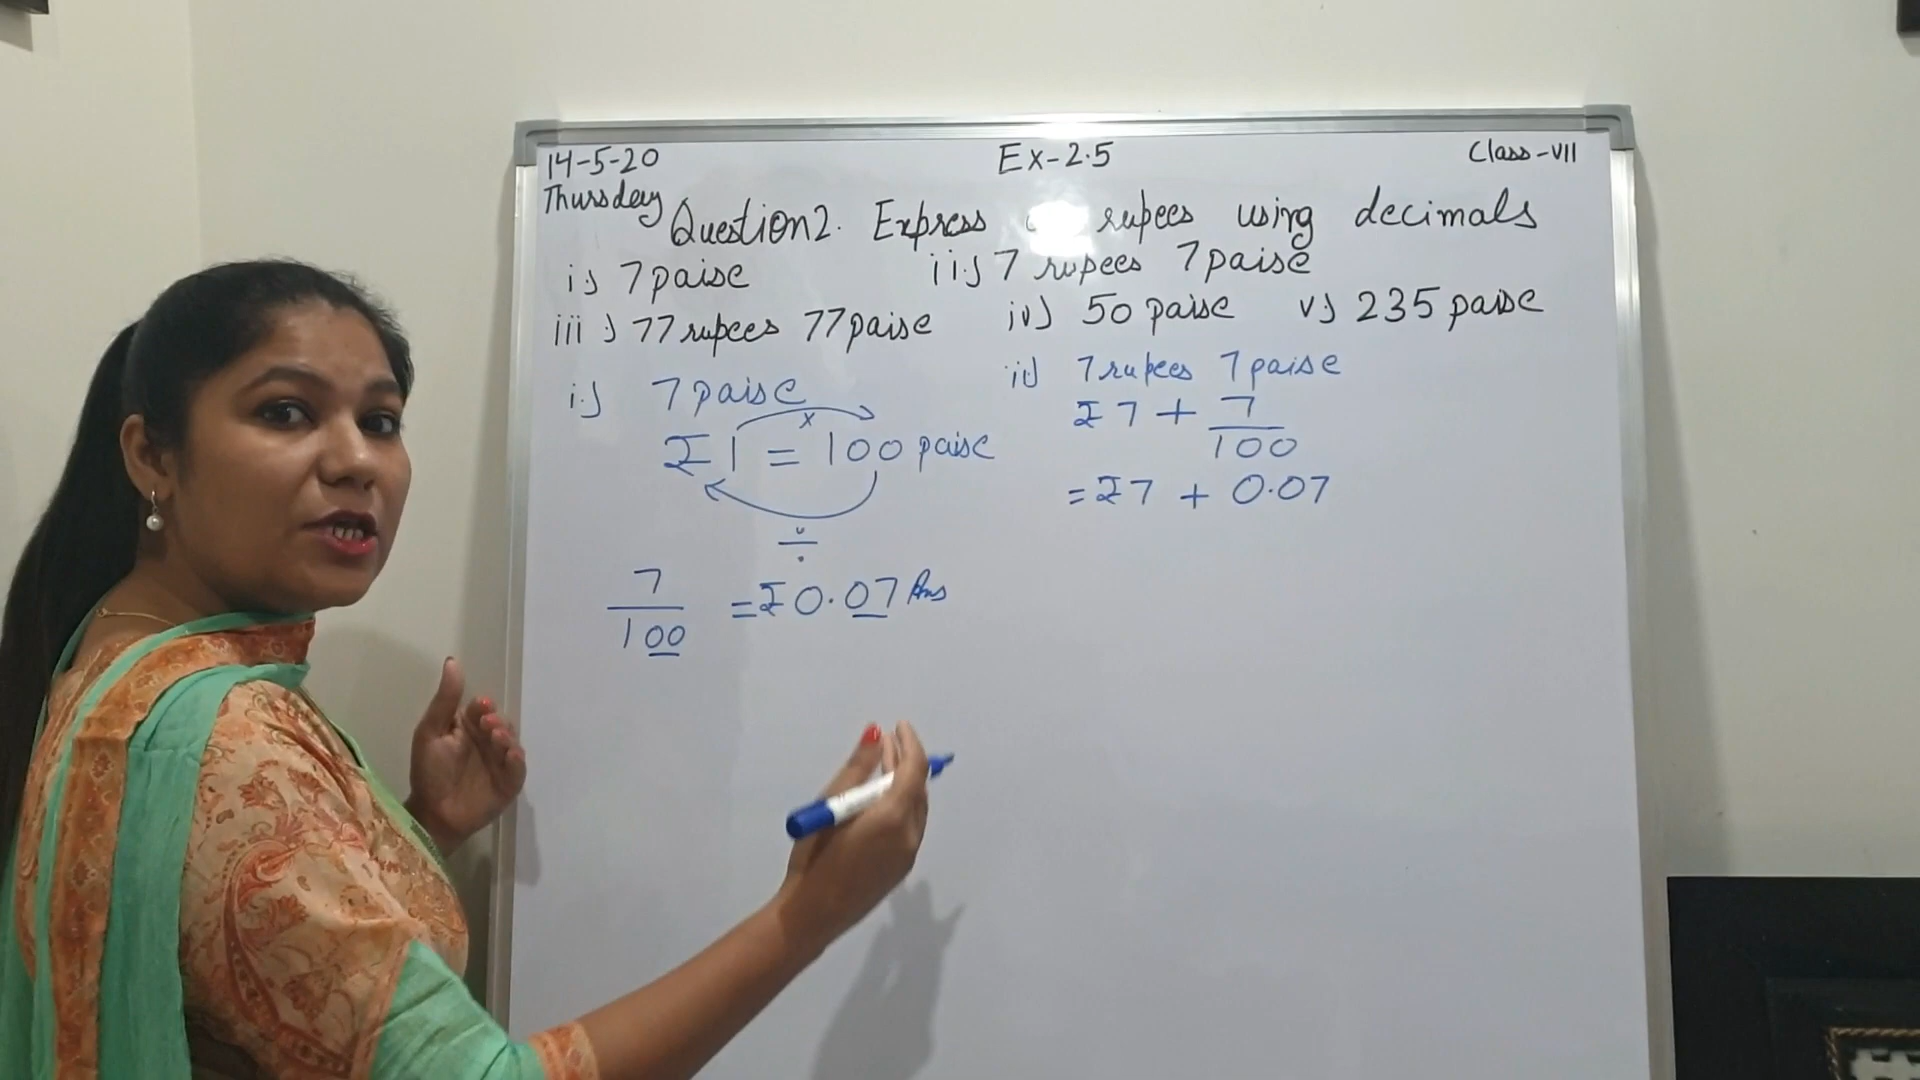 14-5-20 Ex-2.5 Class-VII
Thursday
Question2. Express rupees using decimals
i) 7 paise ii) 7 rupees 7 paise
iii) 77 rupees 77 paise iv) 50 paise v) 235 paise
i) 7 paise
×
₹ 1 = 100 paise
÷
7/100 = ₹ 0.07 Ans
ii) 7 rupees 7 paise
₹ 7 + 7/100
= ₹ 7 + 0.07